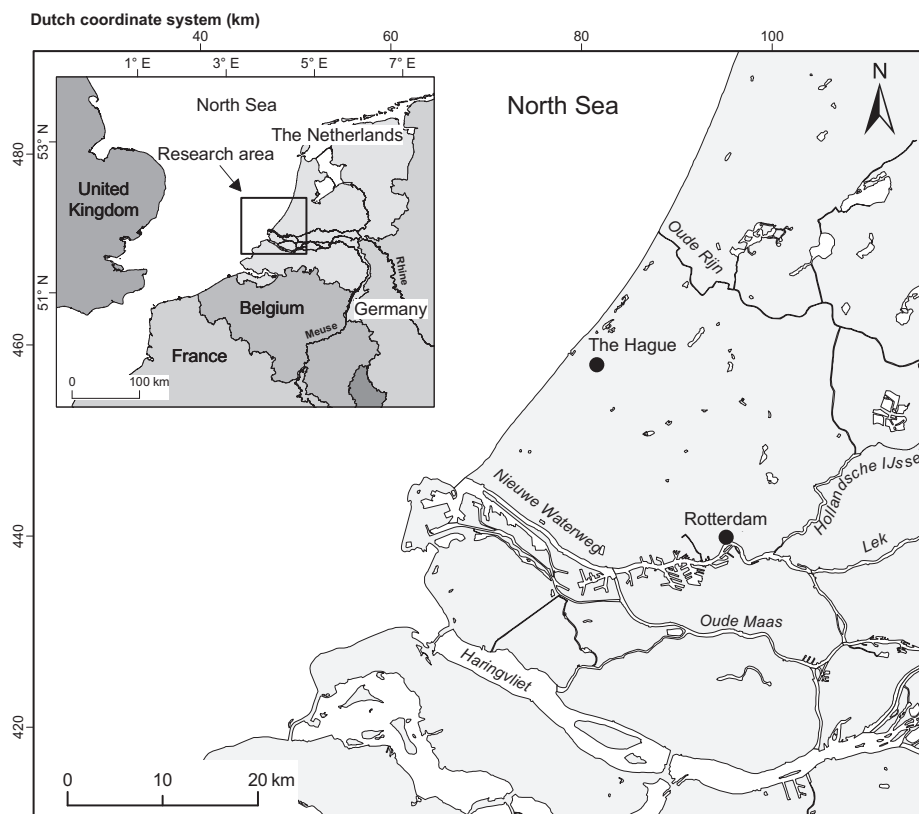 Dutch coordinate system (km)
40
60
80
100
1° E
3° E
5° E
7° E
North Sea
The Netherlands
Research area
United
Kingdom
Rhine
Belgium
Germany
Meuse
France
0
100 km
53° N
51° N
480
460
440
420
North Sea
N
Oude Rijn
The Hague
Nieuwe Waterweg
Rotterdam
Hollandsche IJsse
Lek
Oude Maas
Haringvliet
0
10
20 km